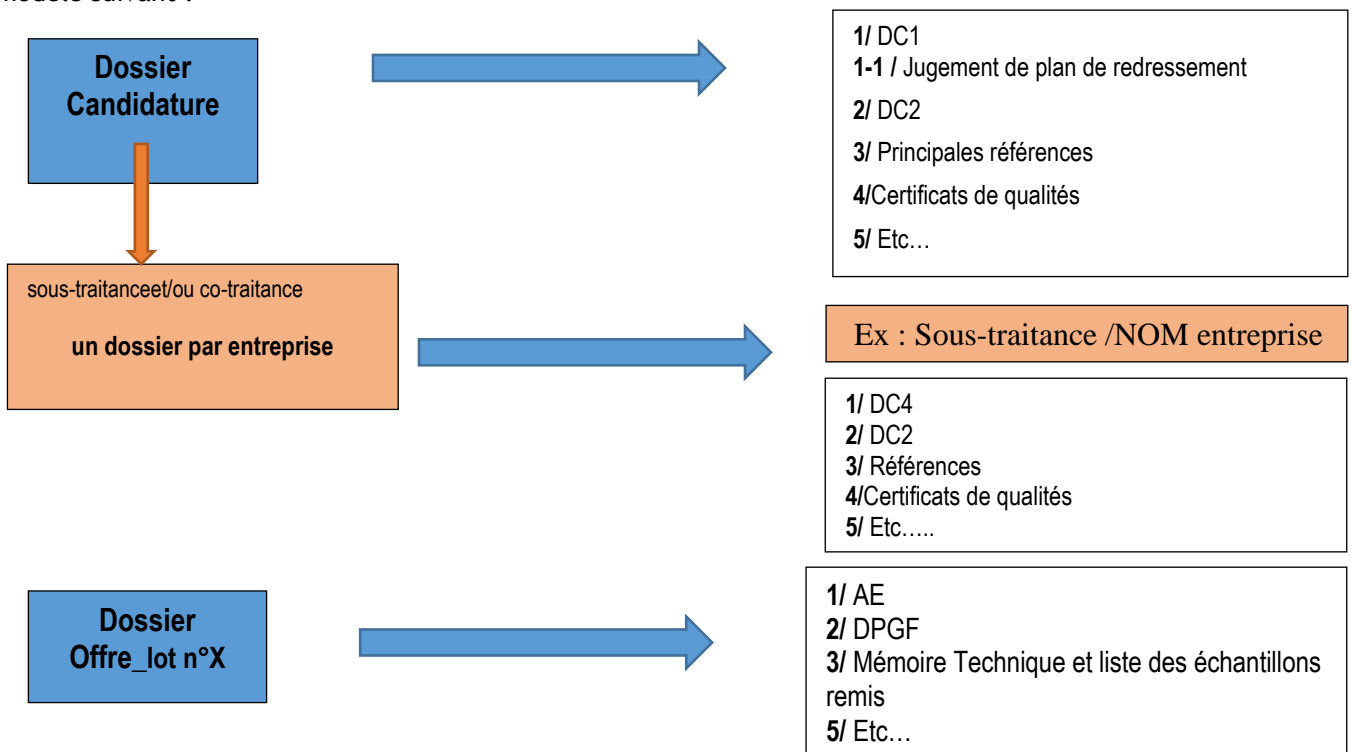 Dossier
Candidature
1/ DC1
1-1 / Jugement de plan de redressement
2/ DC2
3/ Principales références
4/Certificats de qualités
5/ Etc…
sous-traitanceet/ou co-traitance
un dossier par entreprise
Ex : Sous-traitance /NOM entreprise
1/ DC4
2/ DC2
3/ Références
4/Certificats de qualités
5/ Etc…..
Dossier
Offre_lot n°X
1/ AE
2/ DPGF
3/ Mémoire Technique et liste des échantillons
remis
5/ Etc…